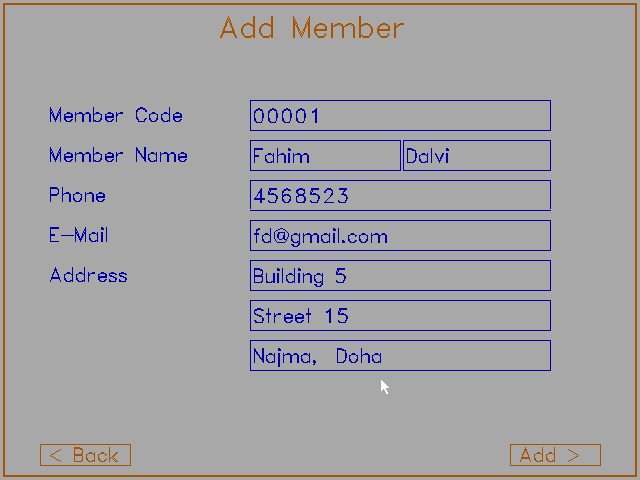 Add Member
Member Code 00001
Member Name Fahim Dalvi
Phone 4568523
E-Mail fd@gmail.com
Address Building 5
Street 15
Najma, Doha
< Back Add >